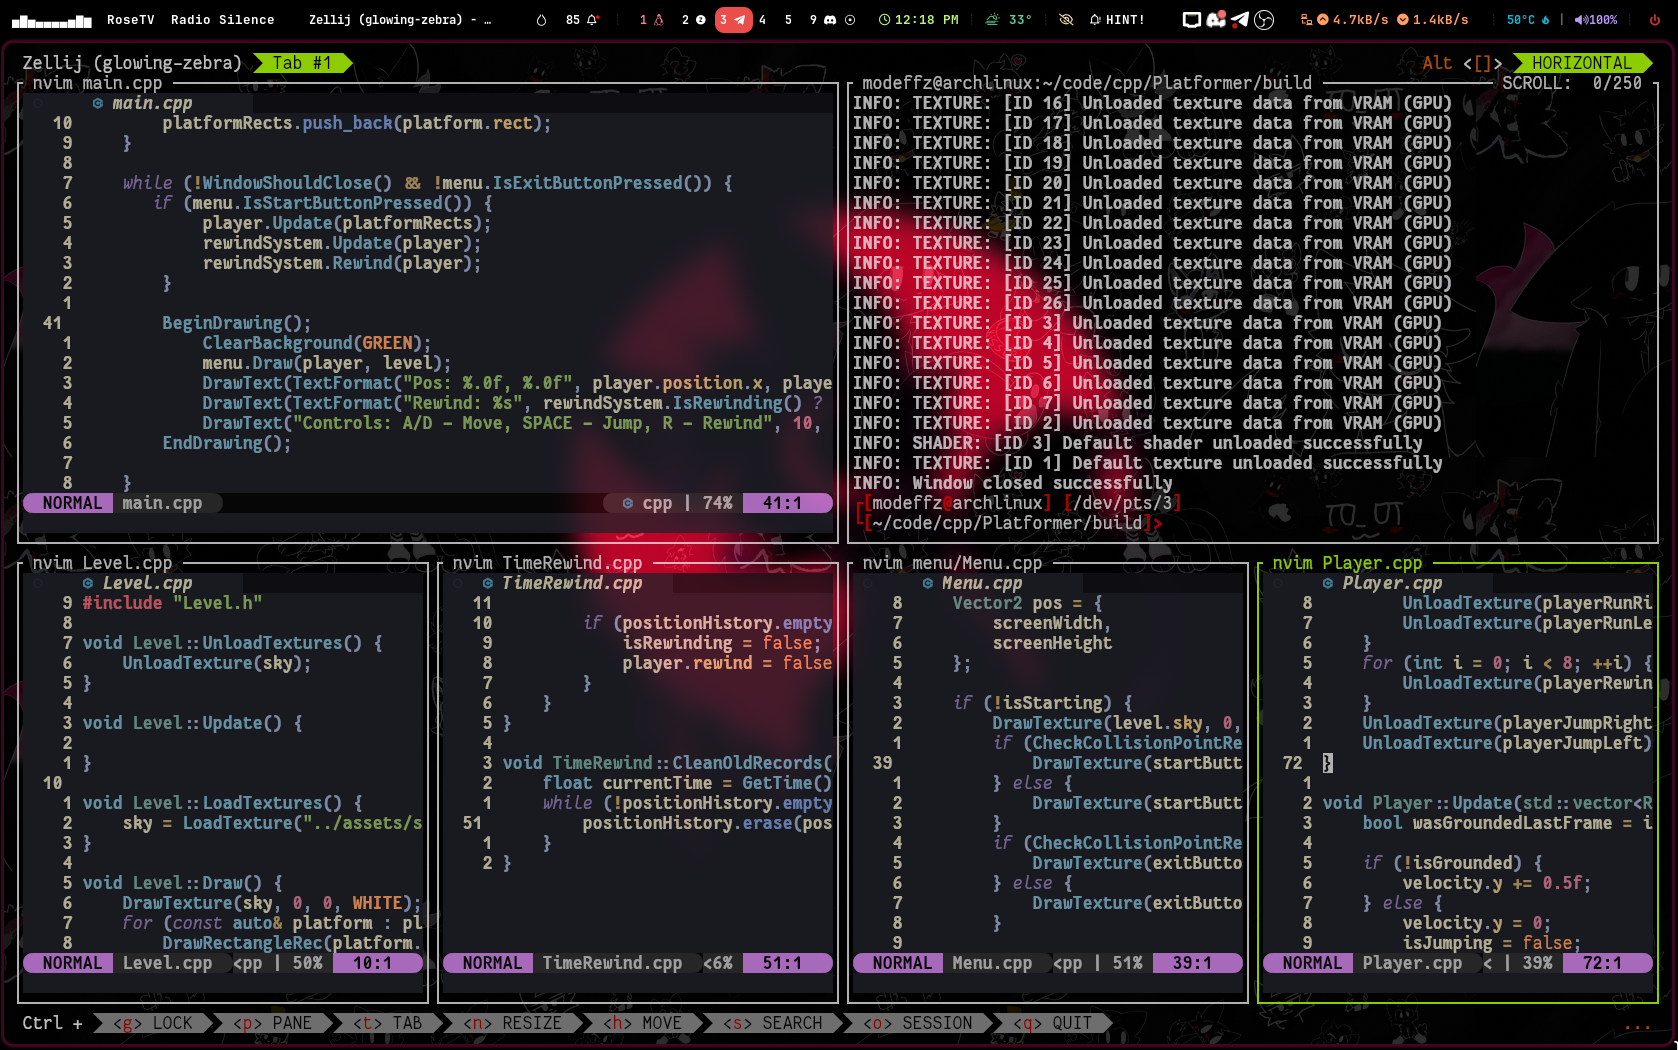 RoseTV Radio Silence Zellij (glowing-zebra) - … 85 1 2 3 4 5 9 12:18 PM 33° HINT! 4.7kB/s 1.4kB/s 50°C | 100%
Zellij (glowing-zebra) Tab #1 Alt <[]> HORIZONTAL
nvim main.cpp
main.cpp
10 platformRects.push_back(platform.rect);
9 }
8
7 while (!WindowShouldClose() && !menu.IsExitButtonPressed()) {
6 if (menu.IsStartButtonPressed()) {
5 player.Update(platformRects);
4 rewindSystem.Update(player);
3 rewindSystem.Rewind(player);
2 }
1
41 BeginDrawing();
1 ClearBackground(GREEN);
2 menu.Draw(player, level);
3 DrawText(TextFormat("Pos: %.0f, %.0f", player.position.x, playe
4 DrawText(TextFormat("Rewind: %s", rewindSystem.IsRewinding() ?
5 DrawText("Controls: A/D - Move, SPACE - Jump, R - Rewind", 10,
6 EndDrawing();
7
8 }
NORMAL main.cpp cpp | 74% 41:1
modeffz@archlinux:~/code/cpp/Platformer/build SCROLL: 0/250
INFO: TEXTURE: [ID 16] Unloaded texture data from VRAM (GPU)
INFO: TEXTURE: [ID 17] Unloaded texture data from VRAM (GPU)
INFO: TEXTURE: [ID 18] Unloaded texture data from VRAM (GPU)
INFO: TEXTURE: [ID 19] Unloaded texture data from VRAM (GPU)
INFO: TEXTURE: [ID 20] Unloaded texture data from VRAM (GPU)
INFO: TEXTURE: [ID 21] Unloaded texture data from VRAM (GPU)
INFO: TEXTURE: [ID 22] Unloaded texture data from VRAM (GPU)
INFO: TEXTURE: [ID 23] Unloaded texture data from VRAM (GPU)
INFO: TEXTURE: [ID 24] Unloaded texture data from VRAM (GPU)
INFO: TEXTURE: [ID 25] Unloaded texture data from VRAM (GPU)
INFO: TEXTURE: [ID 26] Unloaded texture data from VRAM (GPU)
INFO: TEXTURE: [ID 3] Unloaded texture data from VRAM (GPU)
INFO: TEXTURE: [ID 4] Unloaded texture data from VRAM (GPU)
INFO: TEXTURE: [ID 5] Unloaded texture data from VRAM (GPU)
INFO: TEXTURE: [ID 6] Unloaded texture data from VRAM (GPU)
INFO: TEXTURE: [ID 7] Unloaded texture data from VRAM (GPU)
INFO: TEXTURE: [ID 2] Unloaded texture data from VRAM (GPU)
INFO: SHADER: [ID 3] Default shader unloaded successfully
INFO: TEXTURE: [ID 1] Default texture unloaded successfully
INFO: Window closed successfully
┌[modeffz@archlinux] [/dev/pts/3]
└[~/code/cpp/Platformer/build]>
nvim Level.cpp
Level.cpp
9 #include "Level.h"
8
7 void Level::UnloadTextures() {
6 UnloadTexture(sky);
5 }
4
3 void Level::Update() {
2
1 }
10
1 void Level::LoadTextures() {
2 sky = LoadTexture("../assets/s
3 }
4
5 void Level::Draw() {
6 DrawTexture(sky, 0, 0, WHITE);
7 for (const auto& platform : pl
8 DrawRectangleRec(platform.
NORMAL Level.cpp <pp | 50% 10:1
nvim TimeRewind.cpp
TimeRewind.cpp
11
10 if (positionHistory.empty
9 isRewinding = false;
8 player.rewind = false
7 }
6 }
5 }
4
3 void TimeRewind::CleanOldRecords(
2 float currentTime = GetTime()
1 while (!positionHistory.empty
51 positionHistory.erase(pos
1 }
2 }
NORMAL TimeRewind.cpp <6% 51:1
nvim menu/Menu.cpp
Menu.cpp
8 Vector2 pos = {
7 screenWidth,
6 screenHeight
5 };
4
3 if (!isStarting) {
2 DrawTexture(level.sky, 0,
1 if (CheckCollisionPointRe
39 DrawTexture(startButt
1 } else {
2 DrawTexture(startButt
3 }
4 if (CheckCollisionPointRe
5 DrawTexture(exitButto
6 } else {
7 DrawTexture(exitButto
8 }
9
NORMAL Menu.cpp <pp | 51% 39:1
nvim Player.cpp
Player.cpp
8 UnloadTexture(playerRunRi
7 UnloadTexture(playerRunLe
6 }
5 for (int i = 0; i < 8; ++i) {
4 UnloadTexture(playerRewin
3 }
2 UnloadTexture(playerJumpRight
1 UnloadTexture(playerJumpLeft)
72 }
1
2 void Player::Update(std::vector<R
3 bool wasGroundedLastFrame = i
4
5 if (!isGrounded) {
6 velocity.y += 0.5f;
7 } else {
8 velocity.y = 0;
9 isJumping = false;
NORMAL Player.cpp < | 39% 72:1
Ctrl + <g> LOCK <p> PANE <t> TAB <n> RESIZE <h> MOVE <s> SEARCH <o> SESSION <q> QUIT ...